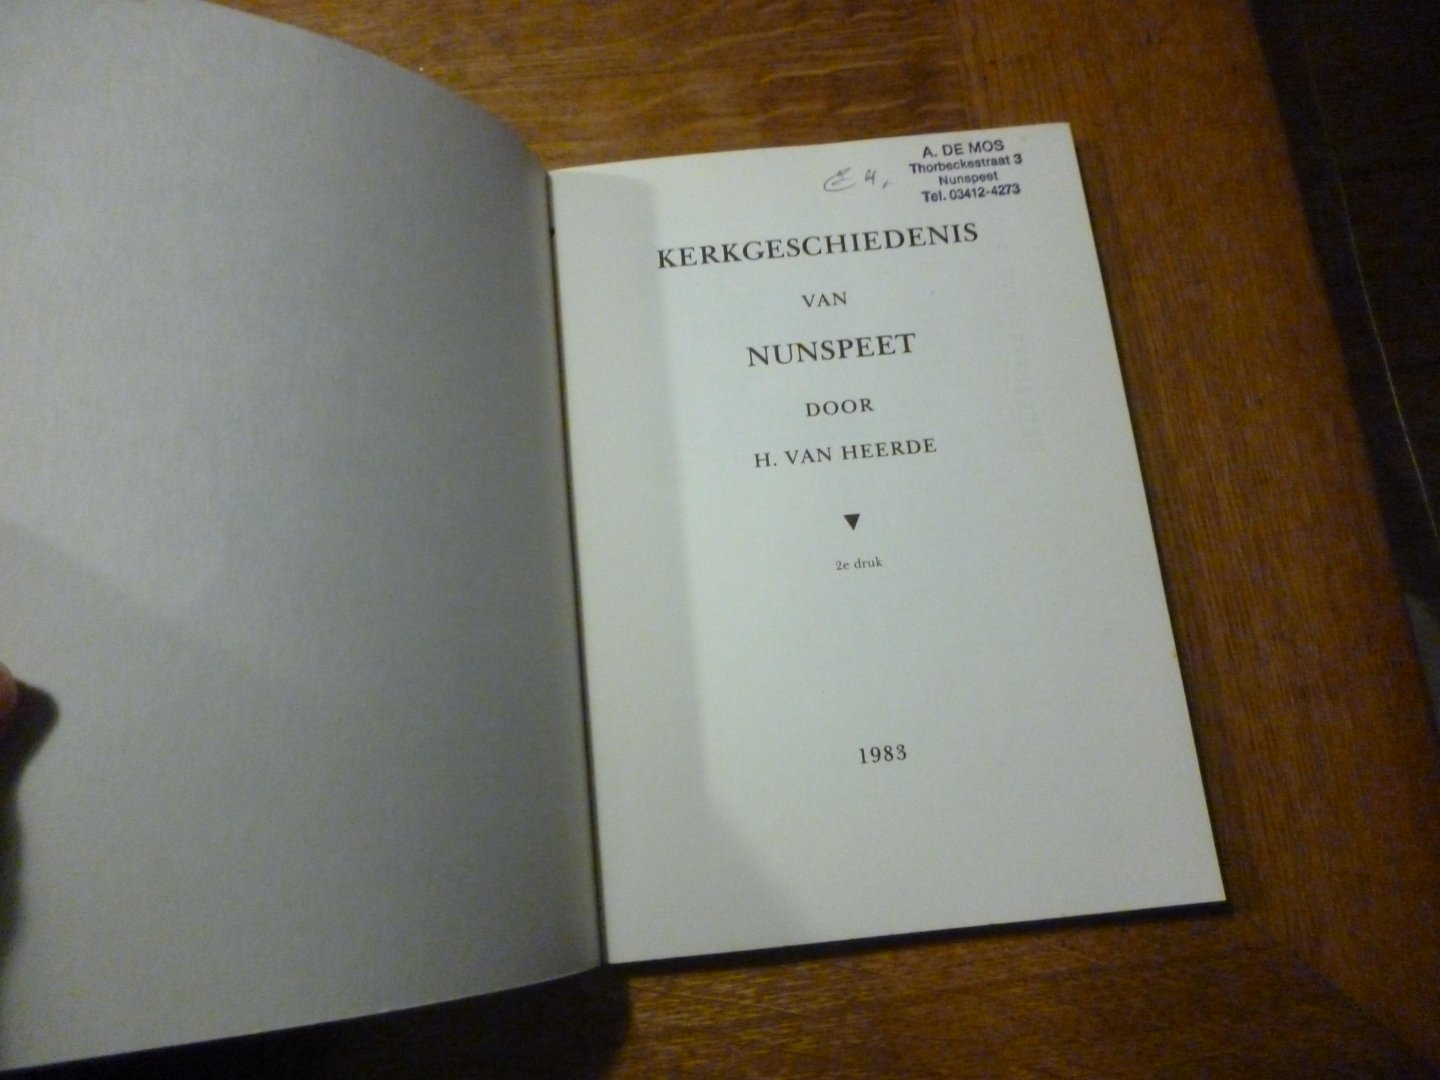 A. DE MOS
Thorbeckestraat 3
Nunspeet
Tel. 03412-4273
€ 4,
KERKGESCHIEDENIS
VAN
NUNSPEET
DOOR
H. VAN HEERDE
2e druk
1983